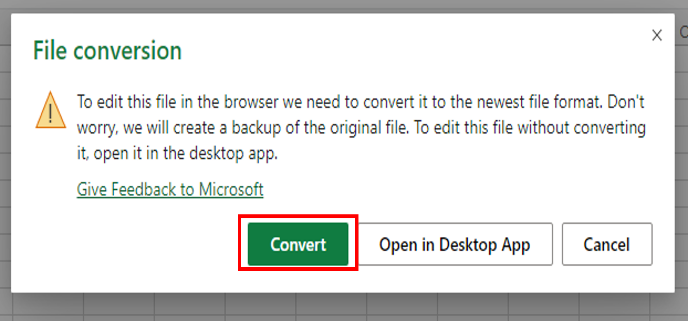 File conversion
To edit this file in the browser we need to convert it to the newest file format. Don't
worry, we will create a backup of the original file. To edit this file without converting
it, open it in the desktop app.
Give Feedback to Microsoft
Convert Open in Desktop App Cancel